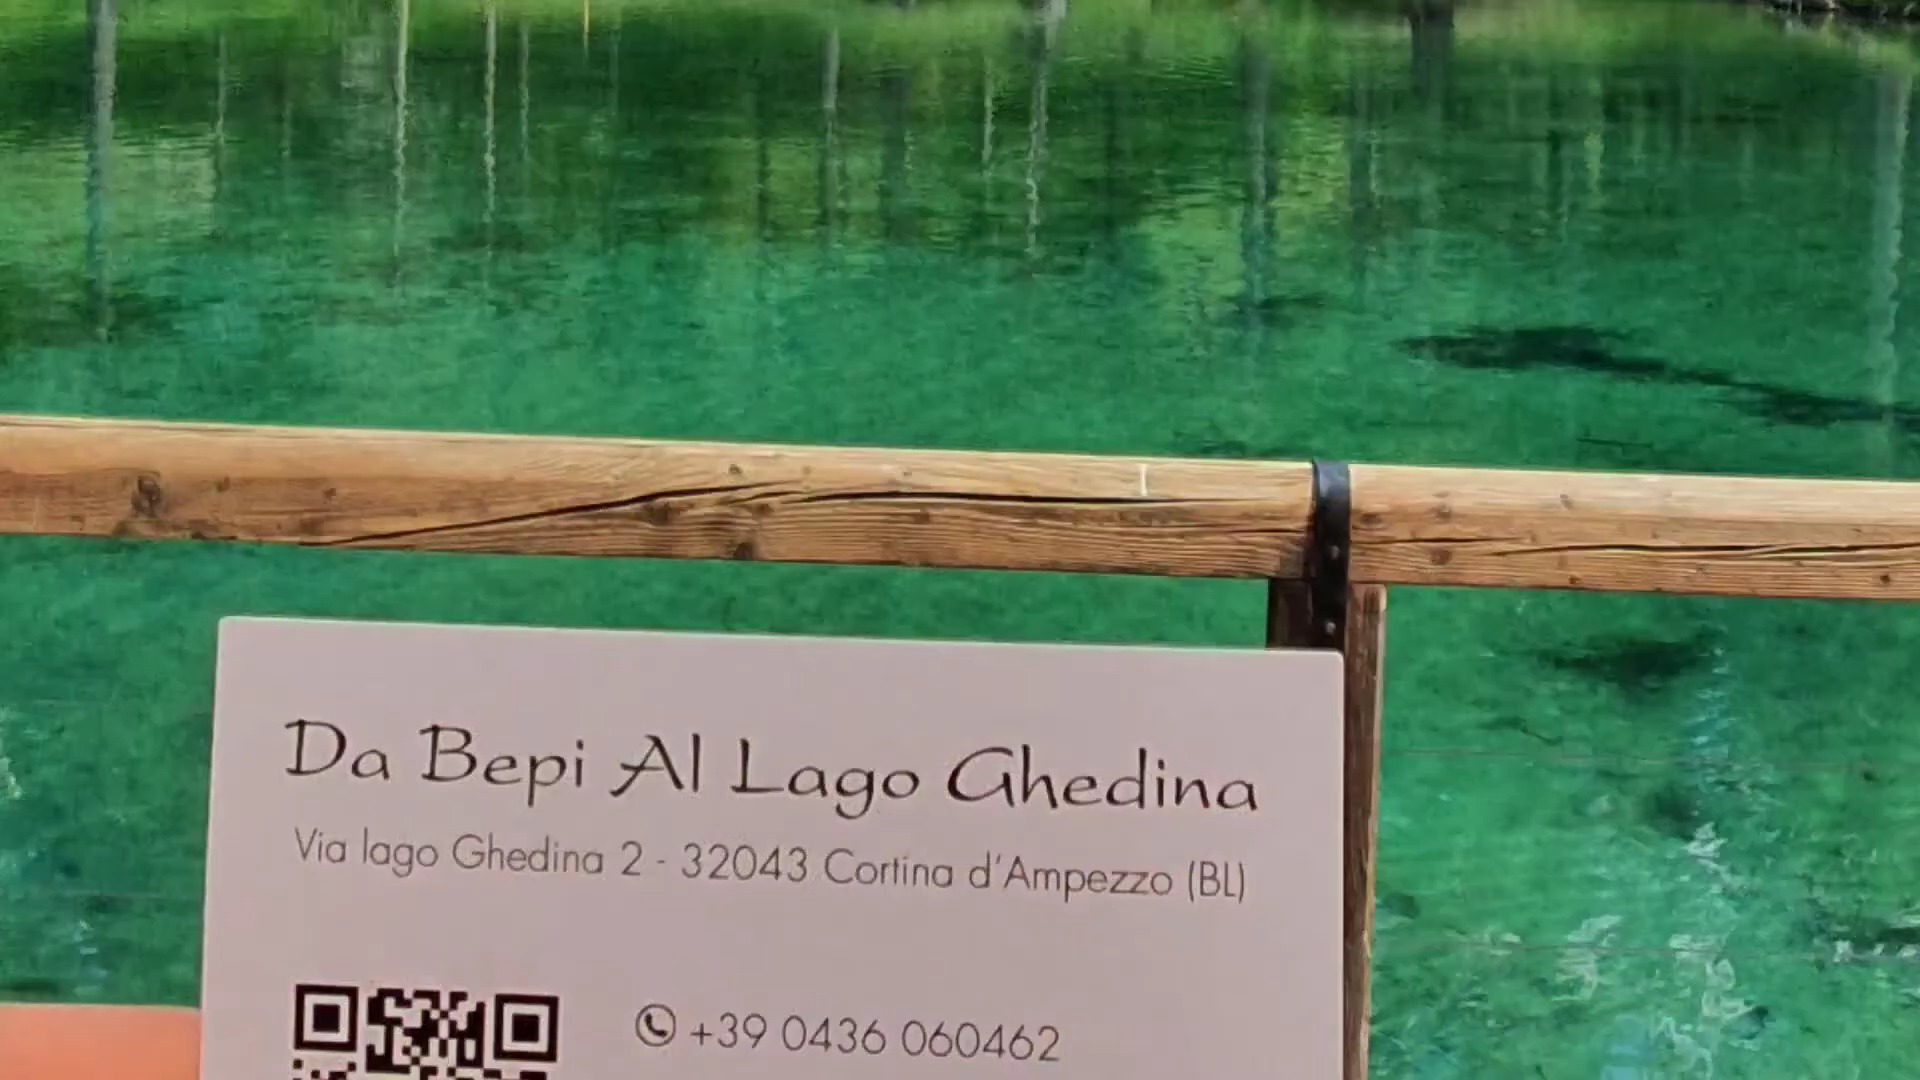 Da Bepi Al Lago Ghedina
Via lago Ghedina 2 - 32043 Cortina d'Ampezzo (BL)
+39 0436 060462